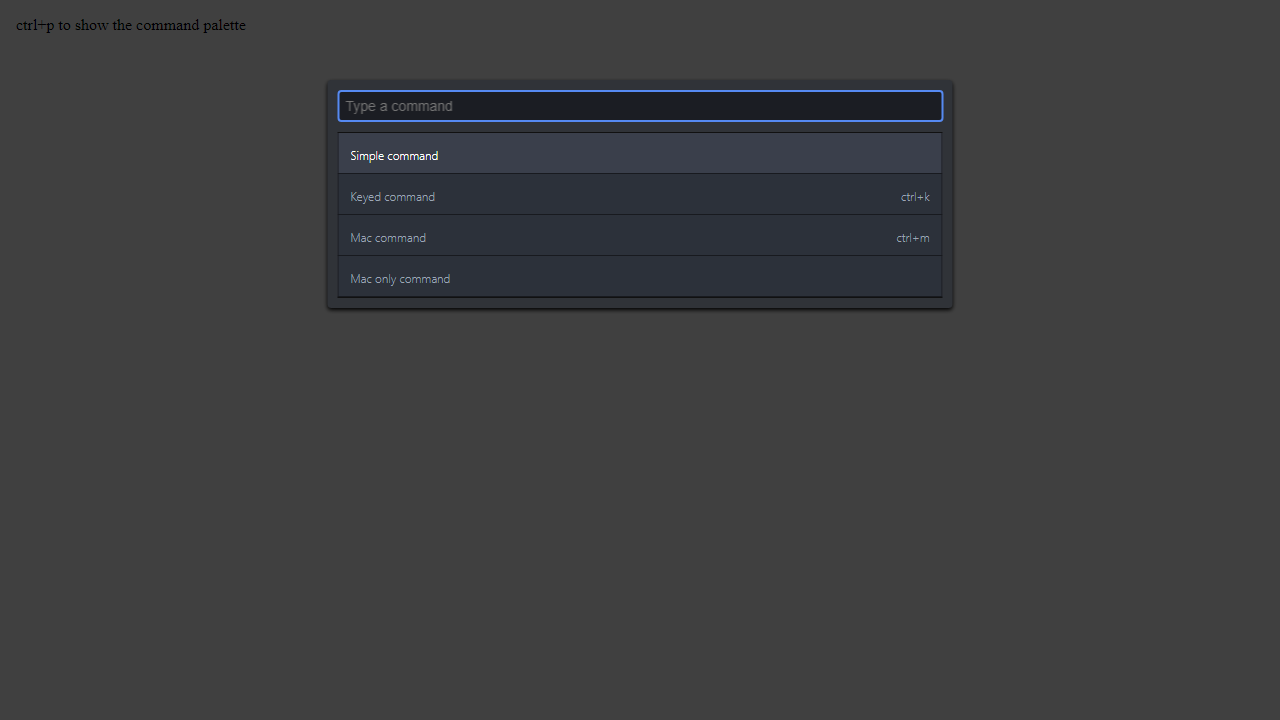 ctrl+p to show the command palette
Type a command
Simple command
Keyed command ctrl+k
Mac command ctrl+m
Mac only command